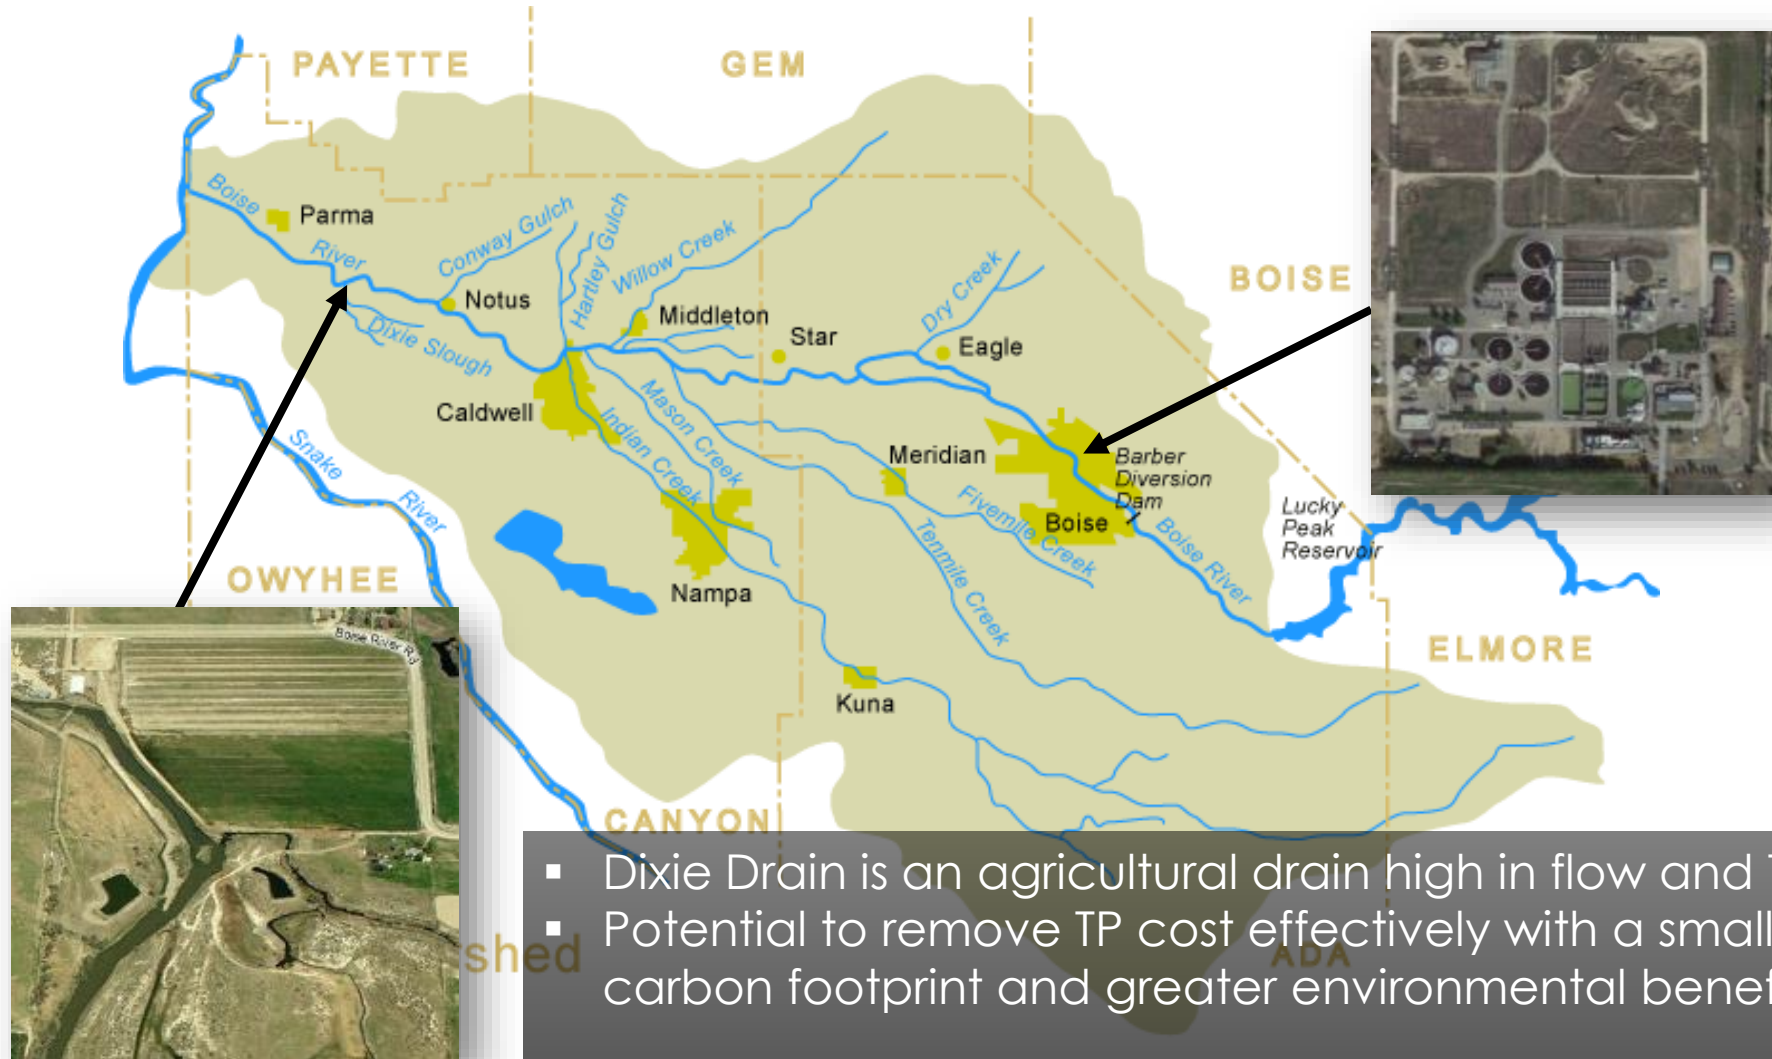 PAYETTE
GEM
BOISE
Boise
Parma
River
Conway Gulch
Hartley Gulch
Willow Creek
Notus
Middleton
Dixie Slough
Star
Dry Creek
Eagle
Caldwell
Mason Creek
Indian Creek
Meridian
Barber
Diversion
Dam
Fivemile Creek
Boise
Lucky
Peak
Reservoir
Snake
River
Tenmile Creek
Boise River
OWYHEE
Nampa
ELMORE
Boise River Rd
Kuna
CANYON
▪ Dixie Drain is an agricultural drain high in flow and
▪ Potential to remove TP cost effectively with a small
carbon footprint and greater environmental
shed
ADA